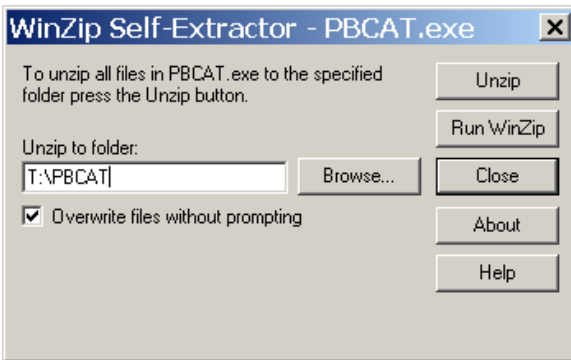 WinZip Self-Extractor - PBCAT.exe
To unzip all files in PBCAT.exe to the specified
folder press the Unzip button.
Unzip
Run WinZip
Unzip to folder:
T:\PBCAT
Browse...
Close
Overwrite files without prompting
About
Help